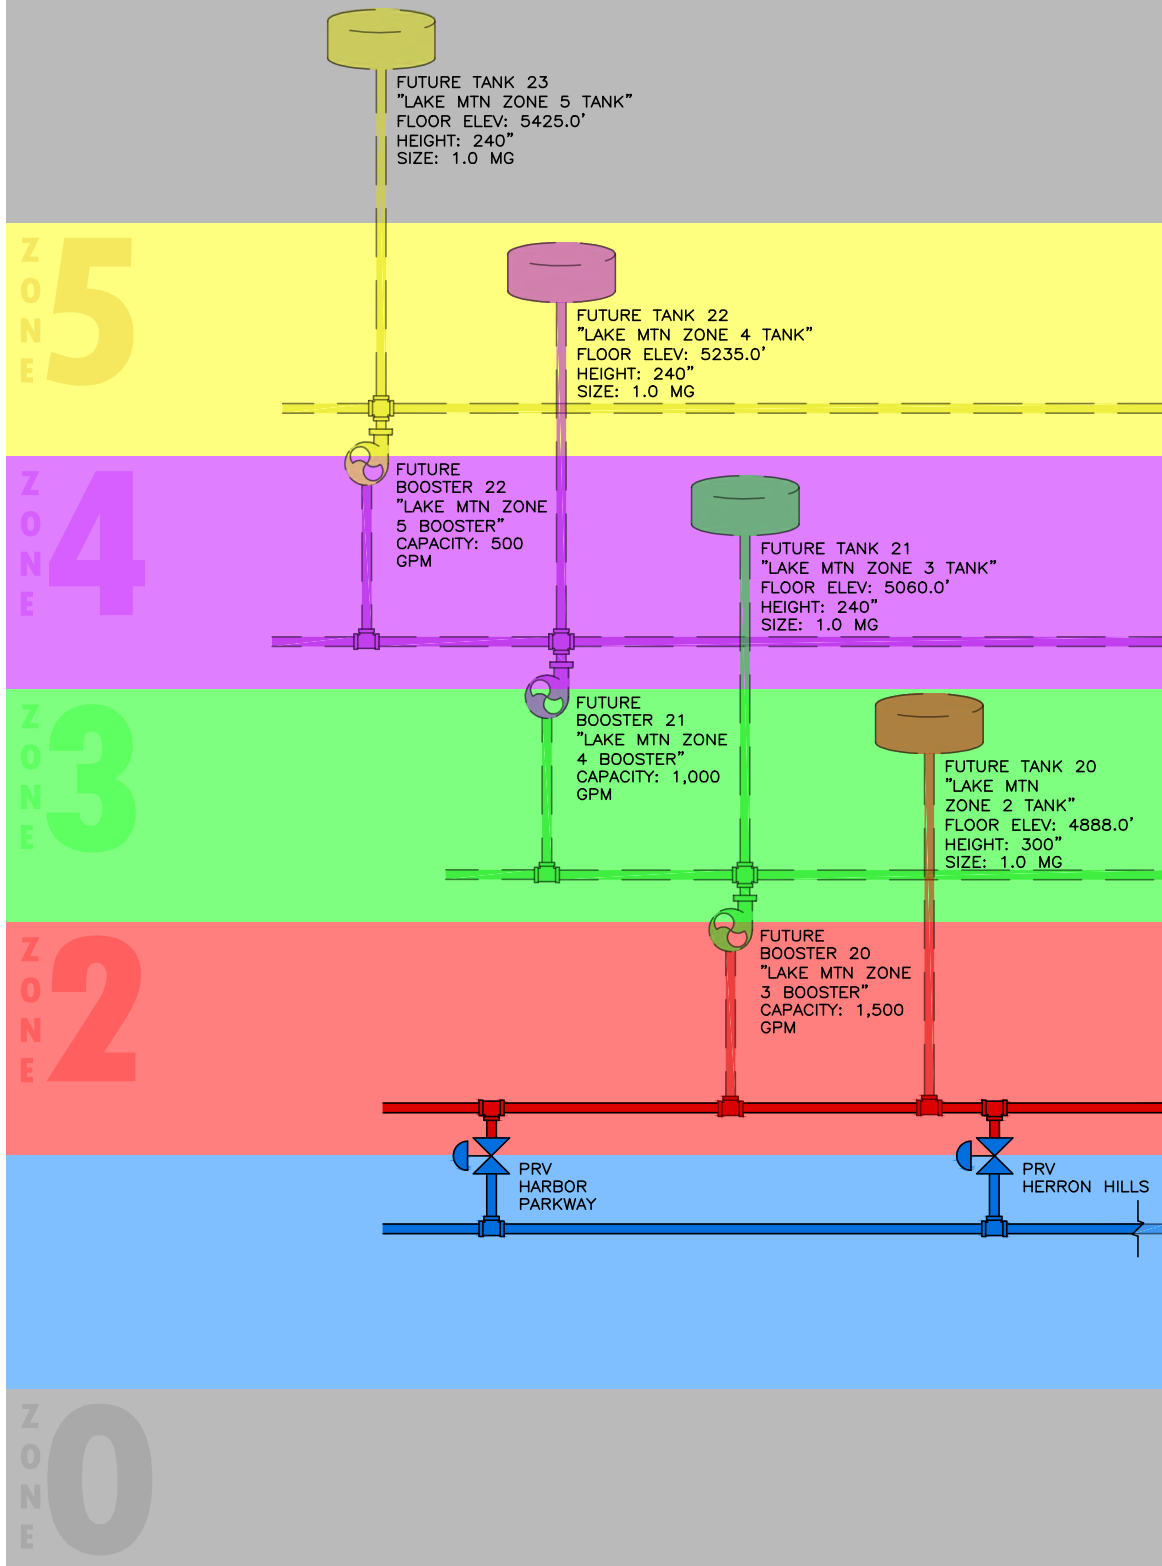 FUTURE TANK 23
"LAKE MTN ZONE 5 TANK"
FLOOR ELEV: 5425.0'
HEIGHT: 240"
SIZE: 1.0 MG
ZONE 5
FUTURE TANK 22
"LAKE MTN ZONE 4 TANK"
FLOOR ELEV: 5235.0'
HEIGHT: 240"
SIZE: 1.0 MG
ZONE 4
FUTURE
BOOSTER 22
"LAKE MTN ZONE
5 BOOSTER"
CAPACITY: 500
GPM
FUTURE TANK 21
"LAKE MTN ZONE 3 TANK"
FLOOR ELEV: 5060.0'
HEIGHT: 240"
SIZE: 1.0 MG
ZONE 3
FUTURE
BOOSTER 21
"LAKE MTN ZONE
4 BOOSTER"
CAPACITY: 1,000
GPM
FUTURE TANK 20
"LAKE MTN
ZONE 2 TANK"
FLOOR ELEV: 4888.0'
HEIGHT: 300"
SIZE: 1.0 MG
ZONE 2
FUTURE
BOOSTER 20
"LAKE MTN ZONE
3 BOOSTER"
CAPACITY: 1,500
GPM
PRV
HARBOR
PARKWAY
PRV
HERRON HILLS
ZONE 0